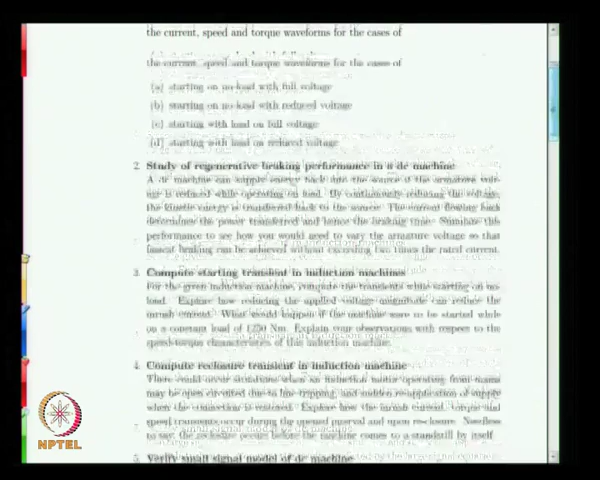 the current, speed and torque waveforms for the cases of
the current, speed and torque waveforms for the cases of
(a) starting on no-load with full voltage
(b) starting on no-load with reduced voltage
(c) starting with load on full voltage
(d) starting with load on reduced voltage
2. Study of regenerative braking performance in a dc machine
A dc machine can supply energy back into the source if the armature volt-
age is reduced while operating on load. By continuously reducing the voltage,
the kinetic energy is transferred back to the source. The current flowing back
determines the power transferred and hence the braking time. Simulate this
performance to see how you would need to vary the armature voltage so that
fastest braking can be achieved without exceeding two times the rated current.
3. Compute starting transient in induction machines
For the given induction machine, compute the transients while starting on no-
load. Explain how reducing the applied voltage magnitude can reduce the
inrush current. What would happen if the machine were to be started while
on a constant load of 1250 Nm. Explain your observations with respect to the
speed-torque characteristics of this induction machine.
4. Compute reclosure transient in induction machine
There could occur situations when an induction motor operating from mains
may be open circuited due to line tripping, and sudden re-application of supply
when the connection is restored. Explain how the inrush current, torque and
speed transients occur during the opened interval and upon reclosure. Needless
to say, the reclosure occurs before the machine comes to a standstill by itself
5. Verify small signal model of dc machine
NPTEL